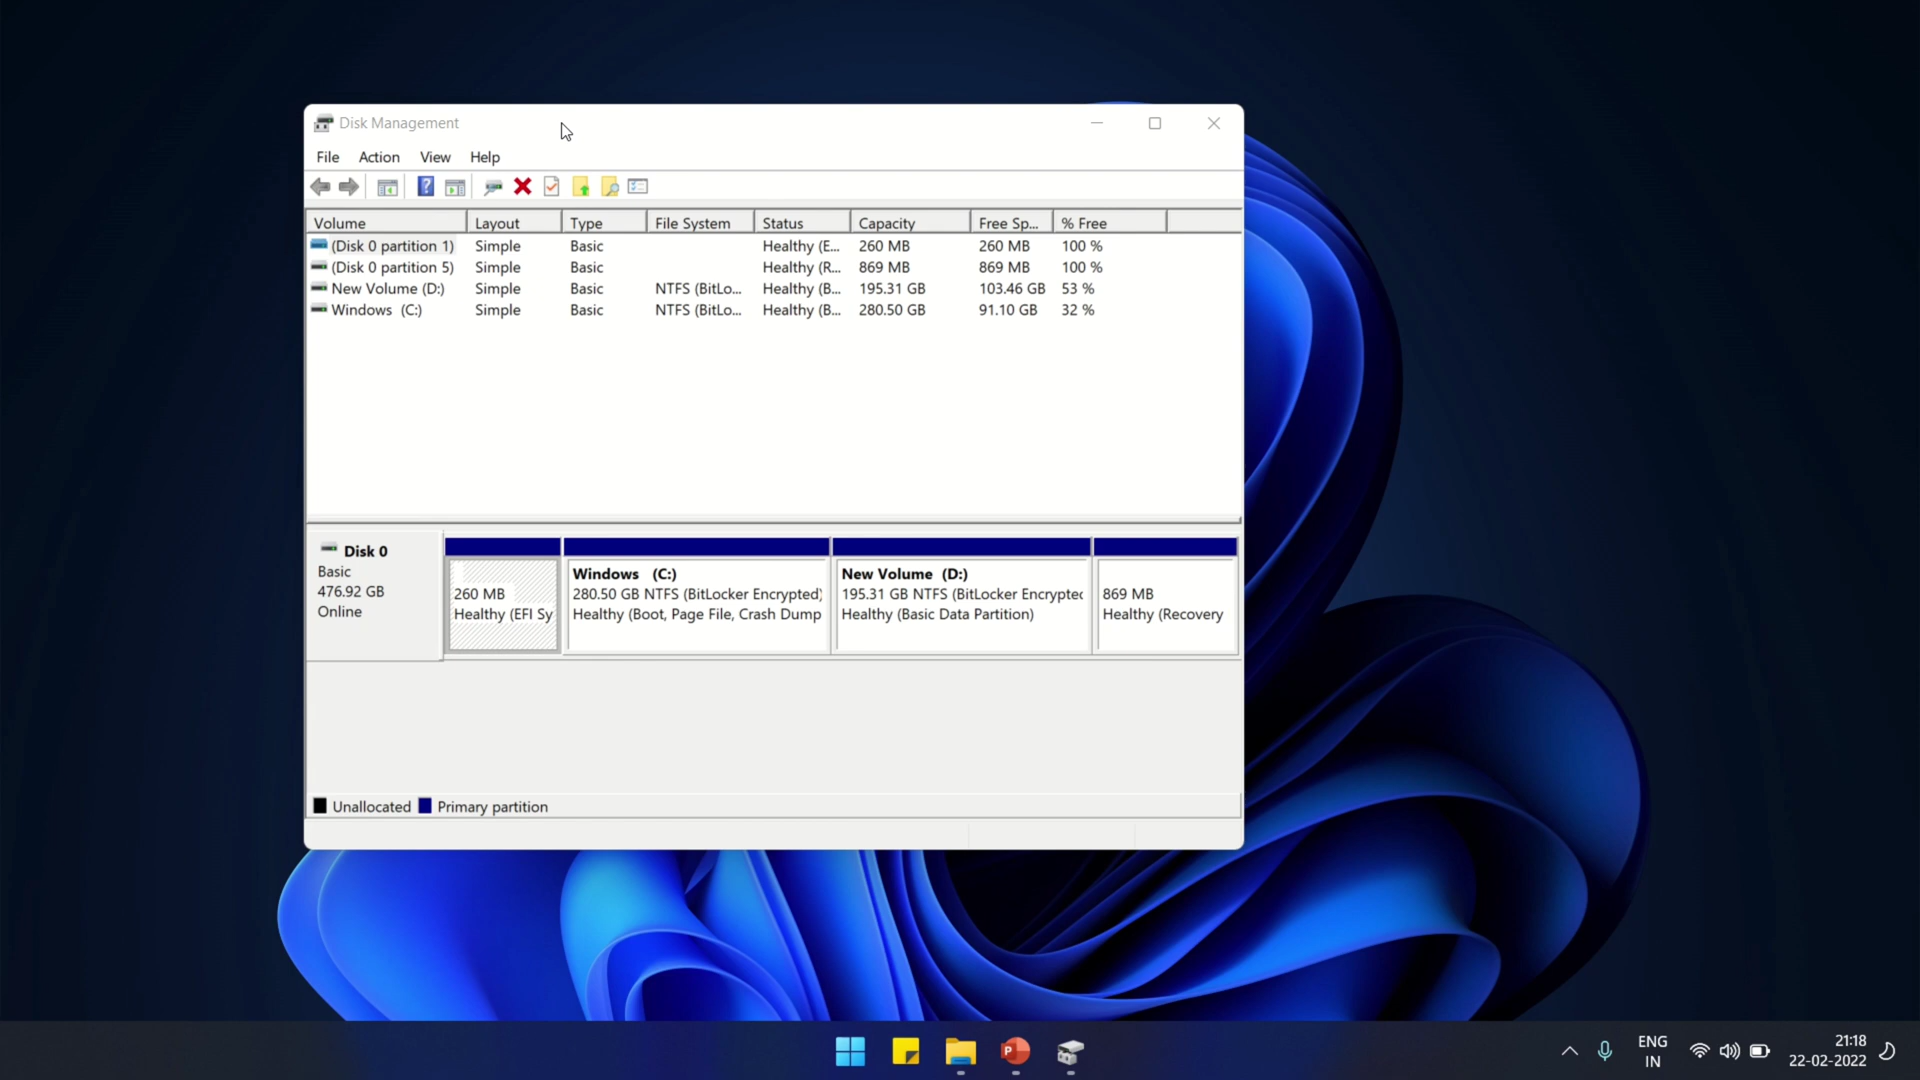 Disk Management
File Action View Help
Volume Layout Type File System Status Capacity Free Sp... % Free
(Disk 0 partition 1) Simple Basic Healthy (E... 260 MB 260 MB 100 %
(Disk 0 partition 5) Simple Basic Healthy (R... 869 MB 869 MB 100 %
New Volume (D:) Simple Basic NTFS (BitLo... Healthy (B... 195.31 GB 103.46 GB 53 %
Windows (C:) Simple Basic NTFS (BitLo... Healthy (B... 280.50 GB 91.10 GB 32 %
Disk 0
Basic
476.92 GB
Online
260 MB
Healthy (EFI Sy
Windows (C:)
280.50 GB NTFS (BitLocker Encrypted)
Healthy (Boot, Page File, Crash Dump
New Volume (D:)
195.31 GB NTFS (BitLocker Encrypted
Healthy (Basic Data Partition)
869 MB
Healthy (Recovery
Unallocated Primary partition
P
ENG
IN
21:18
22-02-2022